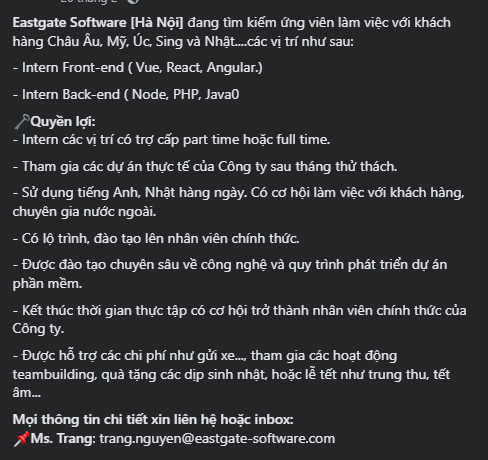 Eastgate Software [Hà Nội] đang tìm kiếm ứng viên làm việc với khách
hàng Châu Âu, Mỹ, Úc, Sing và Nhật....các vị trí như sau:
- Intern Front-end ( Vue, React, Angular.)
- Intern Back-end ( Node, PHP, Java0
Quyền lợi:
- Intern các vị trí có trợ cấp part time hoặc full time.
- Tham gia các dự án thực tế của Công ty sau tháng thử thách.
- Sử dụng tiếng Anh, Nhật hàng ngày. Có cơ hội làm việc với khách hàng,
chuyên gia nước ngoài.
- Có lộ trình, đào tạo lên nhân viên chính thức.
- Được đào tạo chuyên sâu về công nghệ và quy trình phát triển dự án
phần mềm.
- Kết thúc thời gian thực tập có cơ hội trở thành nhân viên chính thức của
Công ty.
- Được hỗ trợ các chi phí như gửi xe..., tham gia các hoạt động
teambuilding, quà tặng các dịp sinh nhật, hoặc lễ tết như trung thu, tết
âm...
Mọi thông tin chi tiết xin liên hệ hoặc inbox:
📌Ms. Trang: trang.nguyen@eastgate-software.com